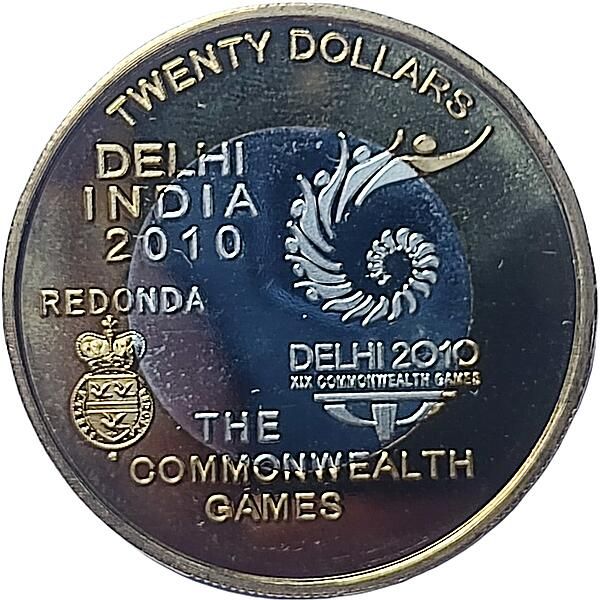 TWENTY DOLLARS
DELHI
INDIA
2010
REDONDA
DELHI 2010
XIX COMMONWEALTH GAMES
THE
COMMONWEALTH
GAMES